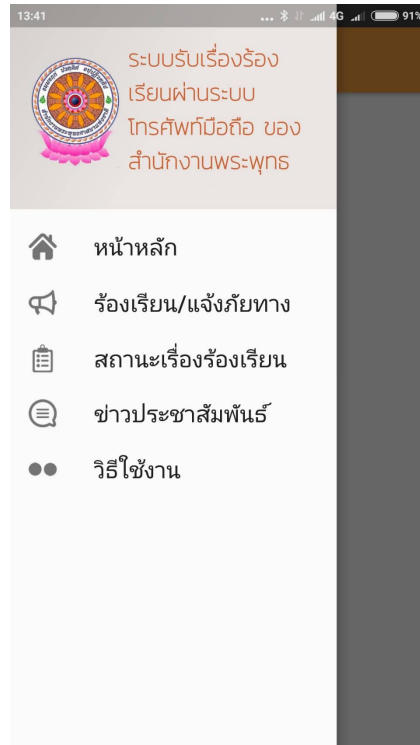 13:41 ... 4G 91%
ระบบรับเรื่องร้อง
เรียนผ่านระบบ
โทรศัพท์มือถือ ของ
สำนักงานพระพุทธ
หน้าหลัก
ร้องเรียน/แจ้งภัยทาง
สถานะเรื่องร้องเรียน
ข่าวประชาสัมพันธ์
วิธีใช้งาน